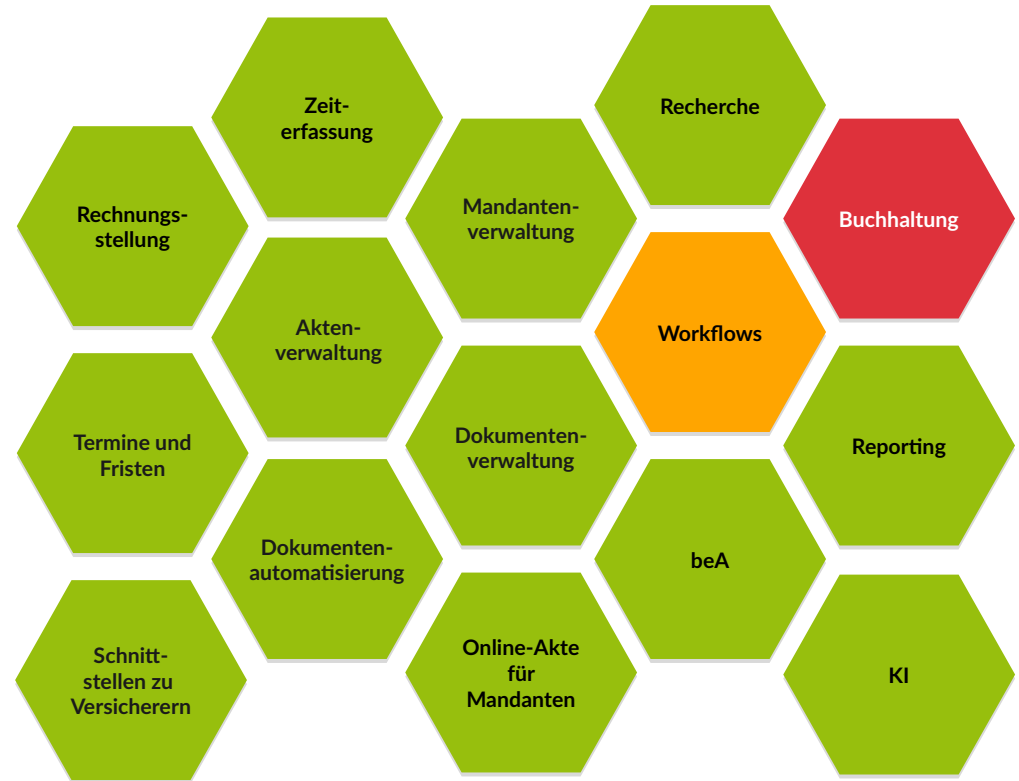 Zeit-
erfassung
Recherche
Rechnungs-
stellung
Mandanten-
verwaltung
Buchhaltung
Akten-
verwaltung
Workflows
Termine und
Fristen
Dokumenten-
verwaltung
Reporting
Dokumenten-
automatisierung
beA
Schnitt-
stellen zu
Versicherern
Online-Akte
für
Mandanten
KI